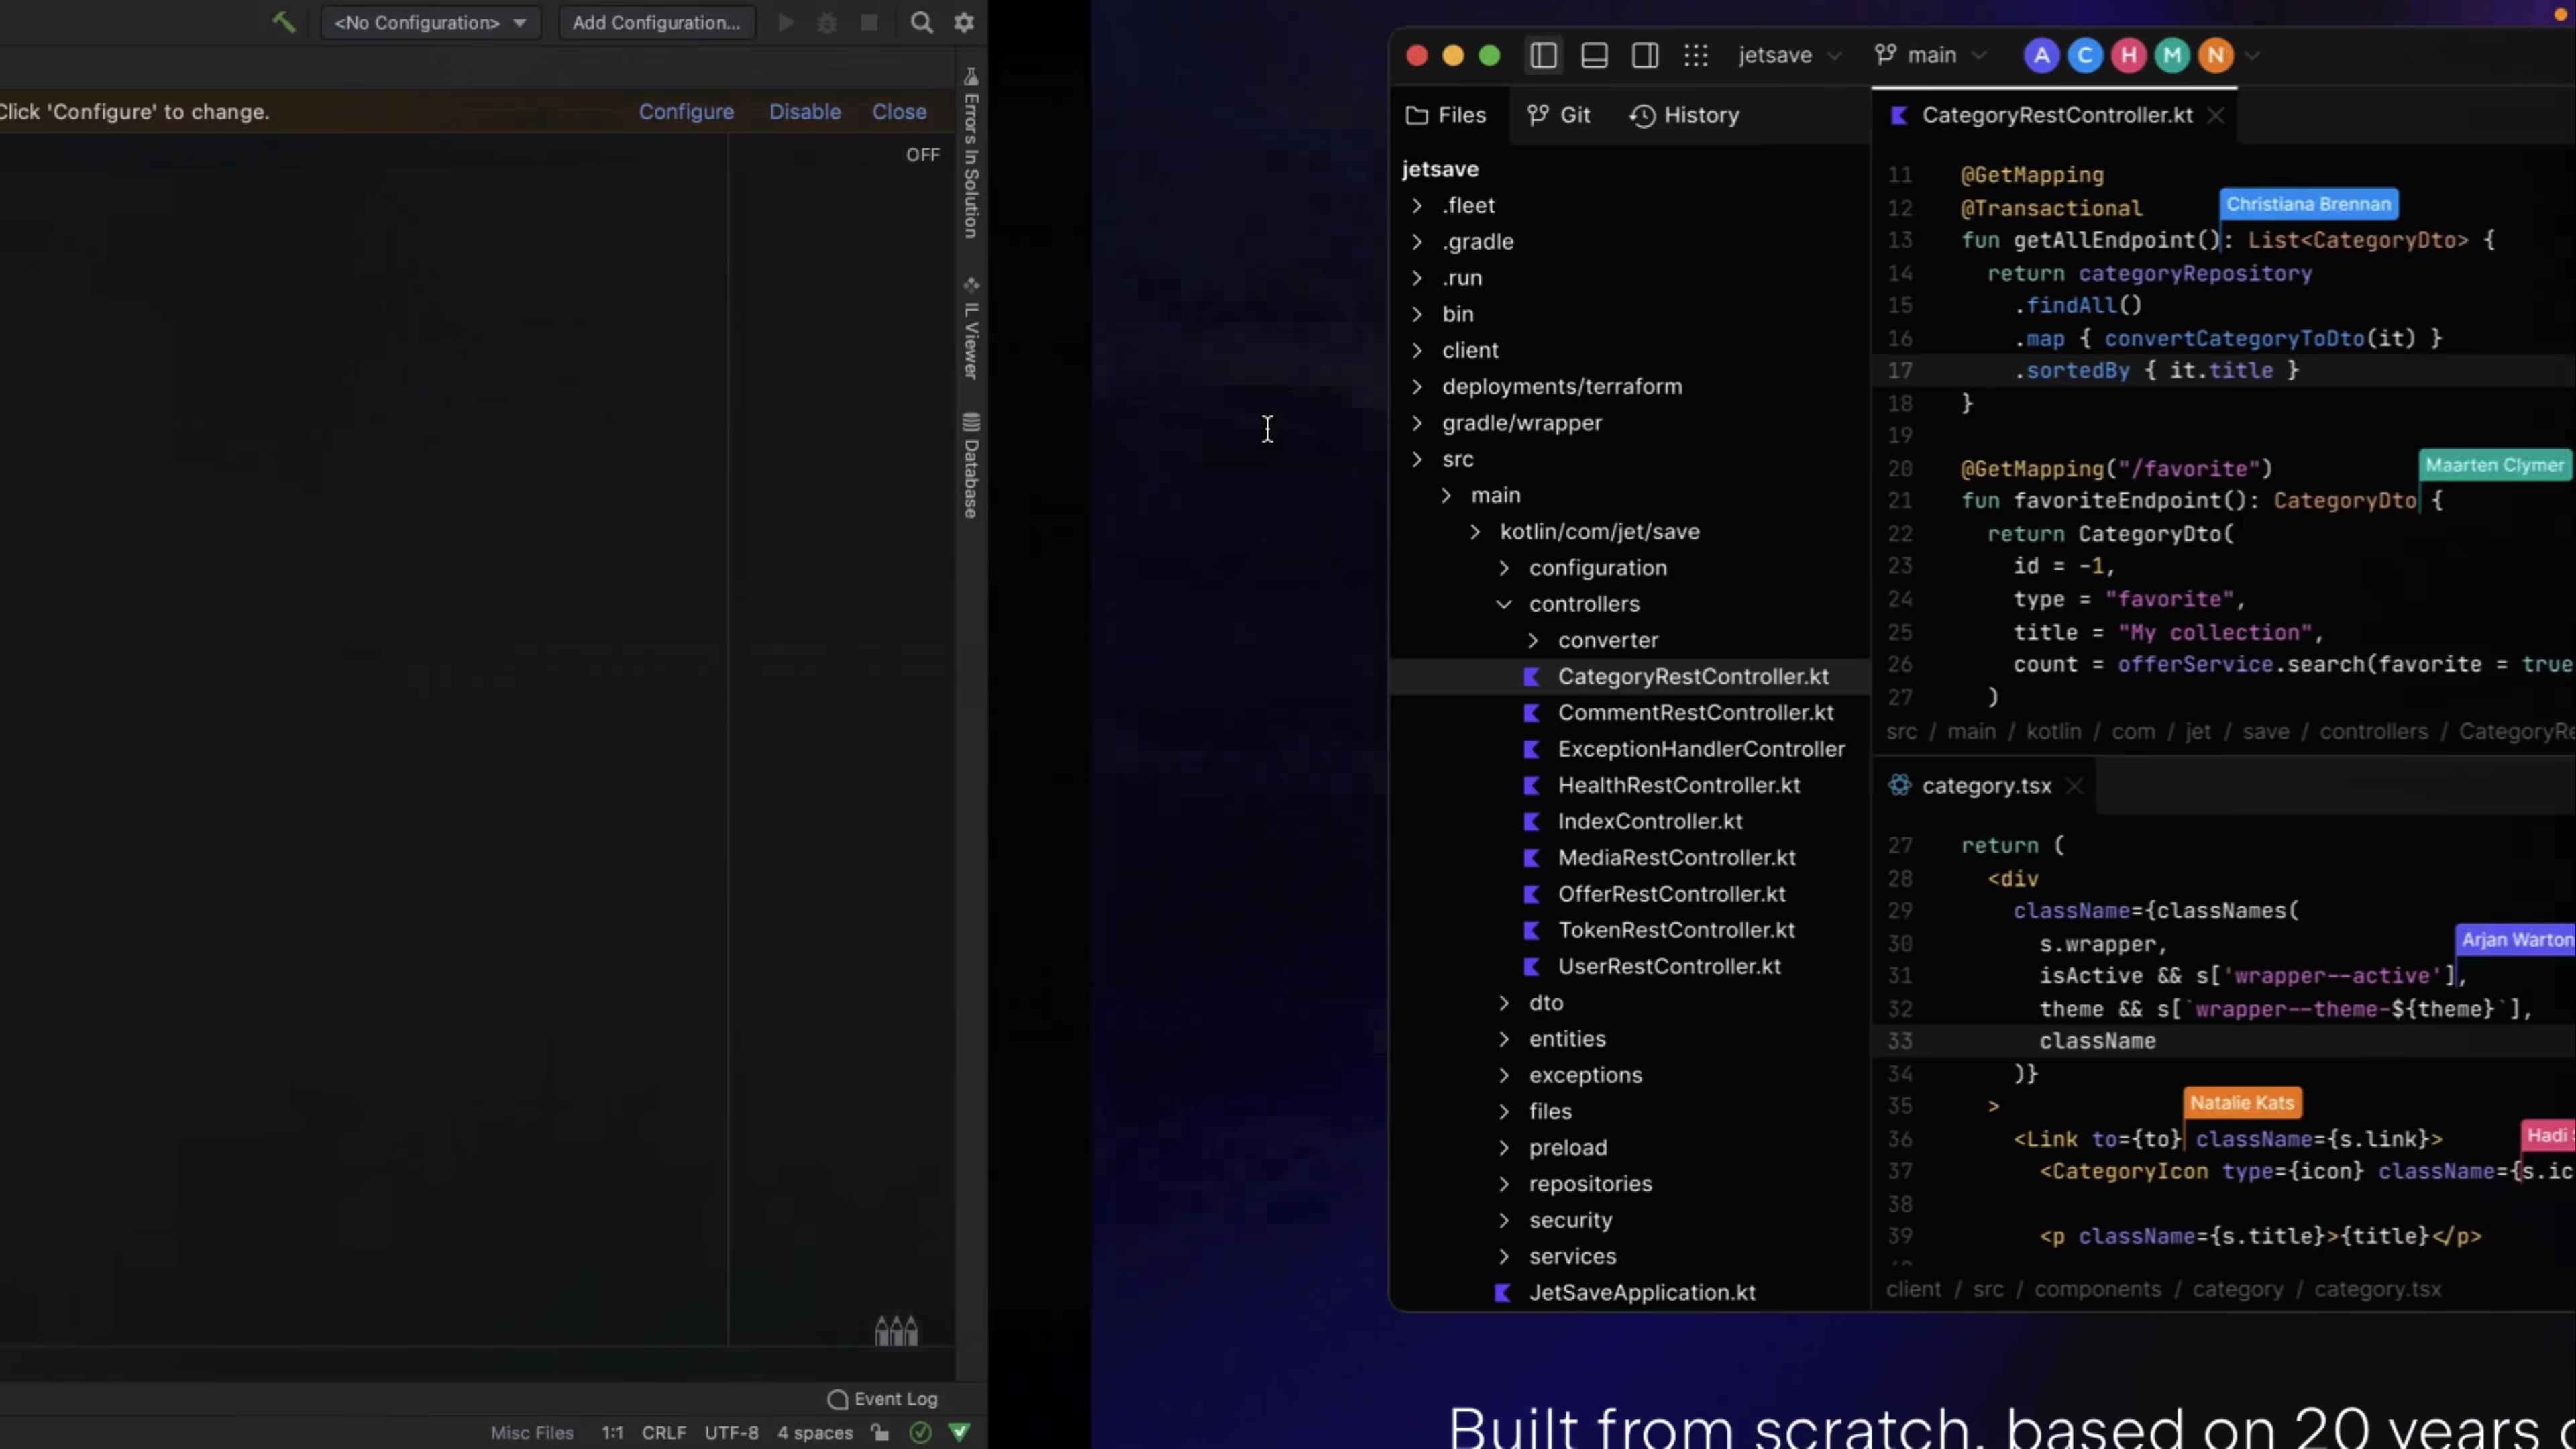 <No Configuration>
Add Configuration...
Click 'Configure' to change.
Configure
Disable
Close
OFF
Errors In Solution
IL Viewer
Database
Event Log
Misc Files
1:1
CRLF
UTF-8
4 spaces
jetsave
main
A
C
H
M
N
Files
Git
History
jetsave
.fleet
.gradle
.run
bin
client
deployments/terraform
gradle/wrapper
src
main
kotlin/com/jet/save
configuration
controllers
converter
CategoryRestController.kt
CommentRestController.kt
ExceptionHandlerController
HealthRestController.kt
IndexController.kt
MediaRestController.kt
OfferRestController.kt
TokenRestController.kt
UserRestController.kt
dto
entities
exceptions
files
preload
repositories
security
services
JetSaveApplication.kt
CategoryRestController.kt
11 @GetMapping
12 @Transactional
Christiana Brennan
13 fun getAllEndpoint(): List<CategoryDto> {
14 return categoryRepository
15 .findAll()
16 .map { convertCategoryToDto(it) }
17 .sortedBy { it.title }
18 }
19
20 @GetMapping("/favorite")
Maarten Clymer
21 fun favoriteEndpoint(): CategoryDto {
22 return CategoryDto(
23 id = -1,
24 type = "favorite",
25 title = "My collection",
26 count = offerService.search(favorite = true
27 )
src / main / kotlin / com / jet / save / controllers / CategoryRe
category.tsx
27 return (
28 <div
29 className={classNames(
30 s.wrapper,
Arjan Warton
31 isActive && s['wrapper--active'],
32 theme && s[`wrapper--theme-${theme}`],
33 className
34 )}
35 >
Natalie Kats
36 <Link to={to} className={s.link}>
Hadi
37 <CategoryIcon type={icon} className={s.ic
38
39 <p className={s.title}>{title}</p>
client / src / components / category / category.tsx
Built from scratch, based on 20 years